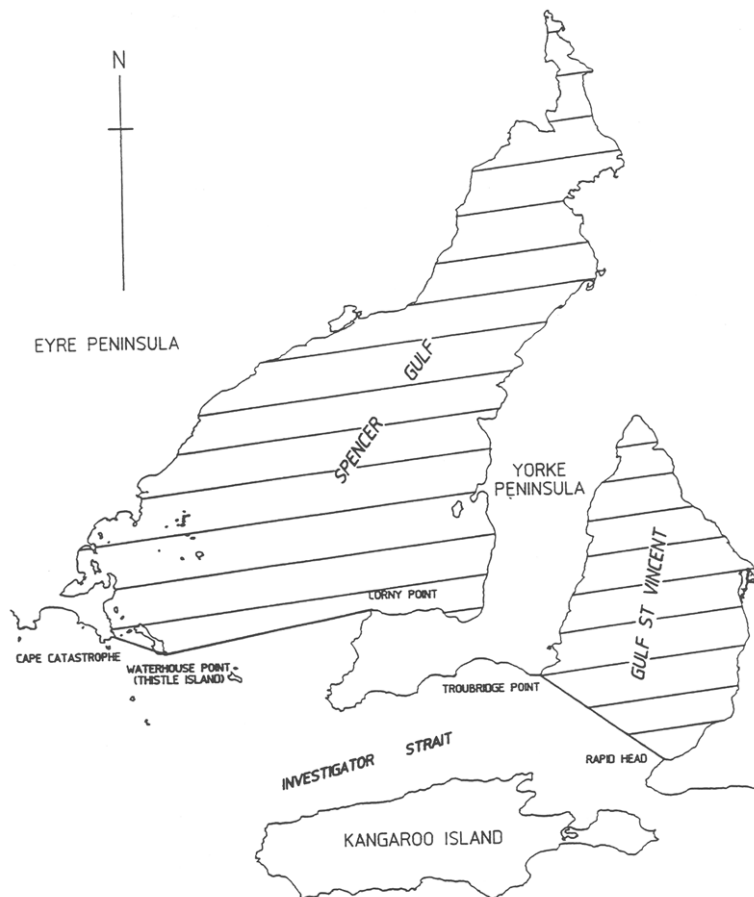 N
EYRE PENINSULA
SPENCER GULF
YORKE
PENINSULA
GULF ST VINCENT
CORNY POINT
CAPE CATASTROPHE
WATERHOUSE POINT
(THISTLE ISLAND)
TROUBRIDGE POINT
RAPID HEAD
INVESTIGATOR STRAIT
KANGAROO ISLAND